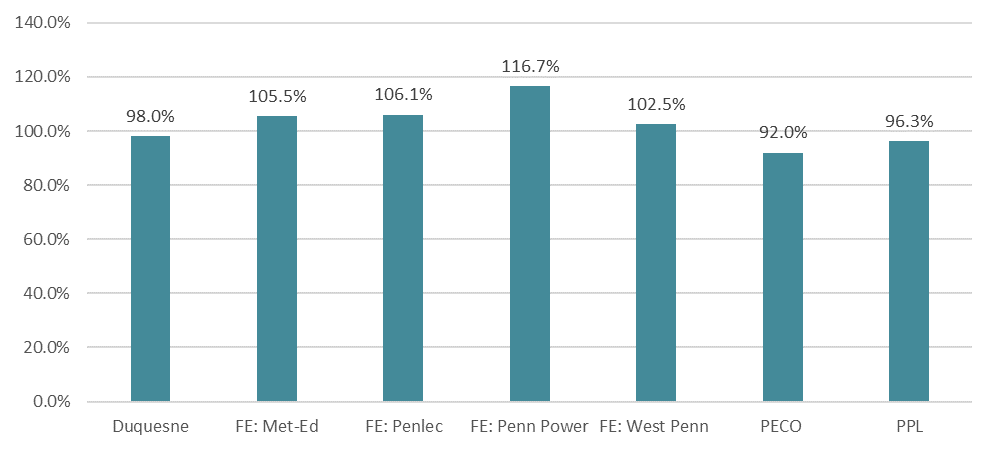 140.0%
120.0%
100.0%
80.0%
60.0%
40.0%
20.0%
0.0%
98.0%
105.5%
106.1%
116.7%
102.5%
92.0%
96.3%
Duquesne
FE: Met-Ed
FE: Penlec
FE: Penn Power
FE: West Penn
PECO
PPL